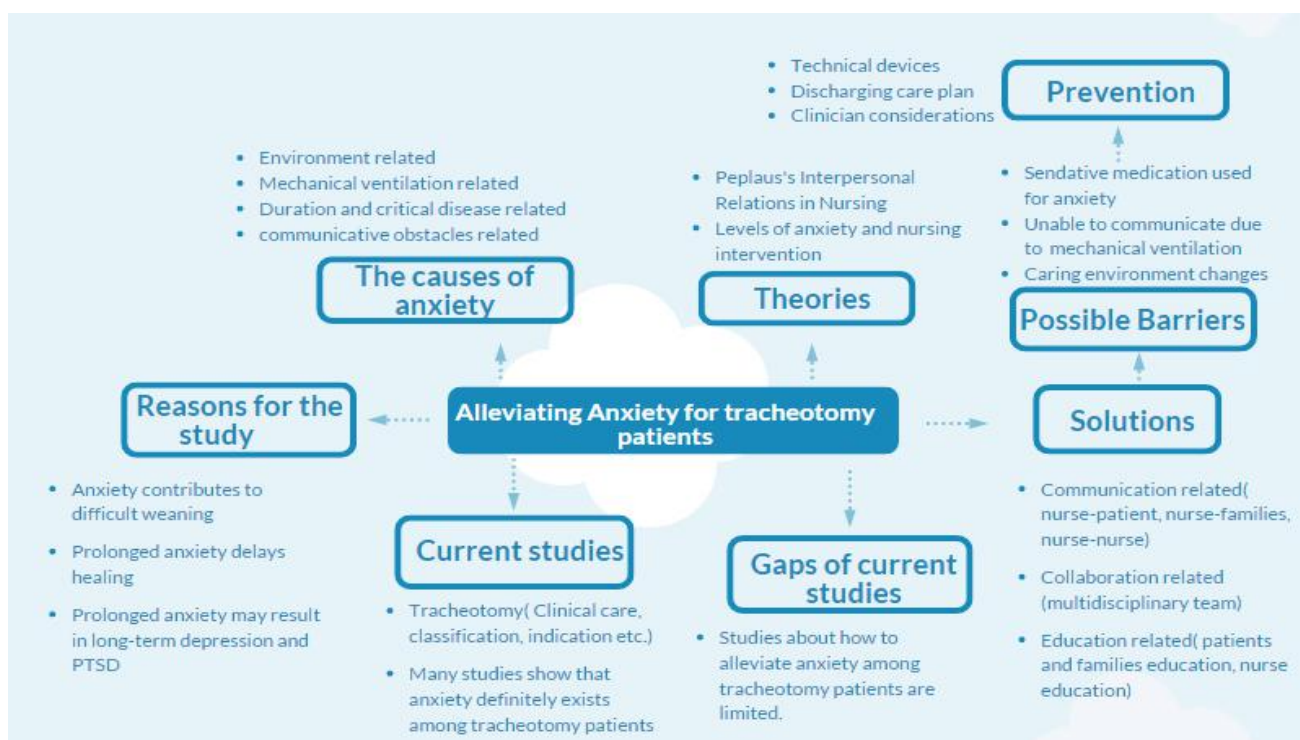 • Technical devices
• Discharging care plan
• Clinician considerations
Prevention
• Environment related
• Mechanical ventilation related
• Duration and critical disease related
• communicative obstacles related
The causes of
anxiety
• Peplaus's Interpersonal
Relations in Nursing
• Levels of anxiety and nursing
intervention
Theories
• Sendative medication used
for anxiety
• Unable to communicate due
to mechanical ventilation
• Caring environment changes
Possible Barriers
Reasons for the
study
Alleviating Anxiety for tracheotomy
patients
Solutions
• Anxiety contributes to
difficult weaning
• Prolonged anxiety delays
healing
• Prolonged anxiety may result
in long-term depression and
PTSD
Current studies
• Tracheotomy( Clinical care,
classification, indication etc.)
• Many studies show that
anxiety definitely exists
among tracheotomy patients
Gaps of current
studies
• Studies about how to
alleviate anxiety among
tracheotomy patients are
limited.
• Communication related(
nurse-patient, nurse-families,
nurse-nurse)
• Collaboration related
(multidisciplinary team)
• Education related( patients
and families education, nurse
education)